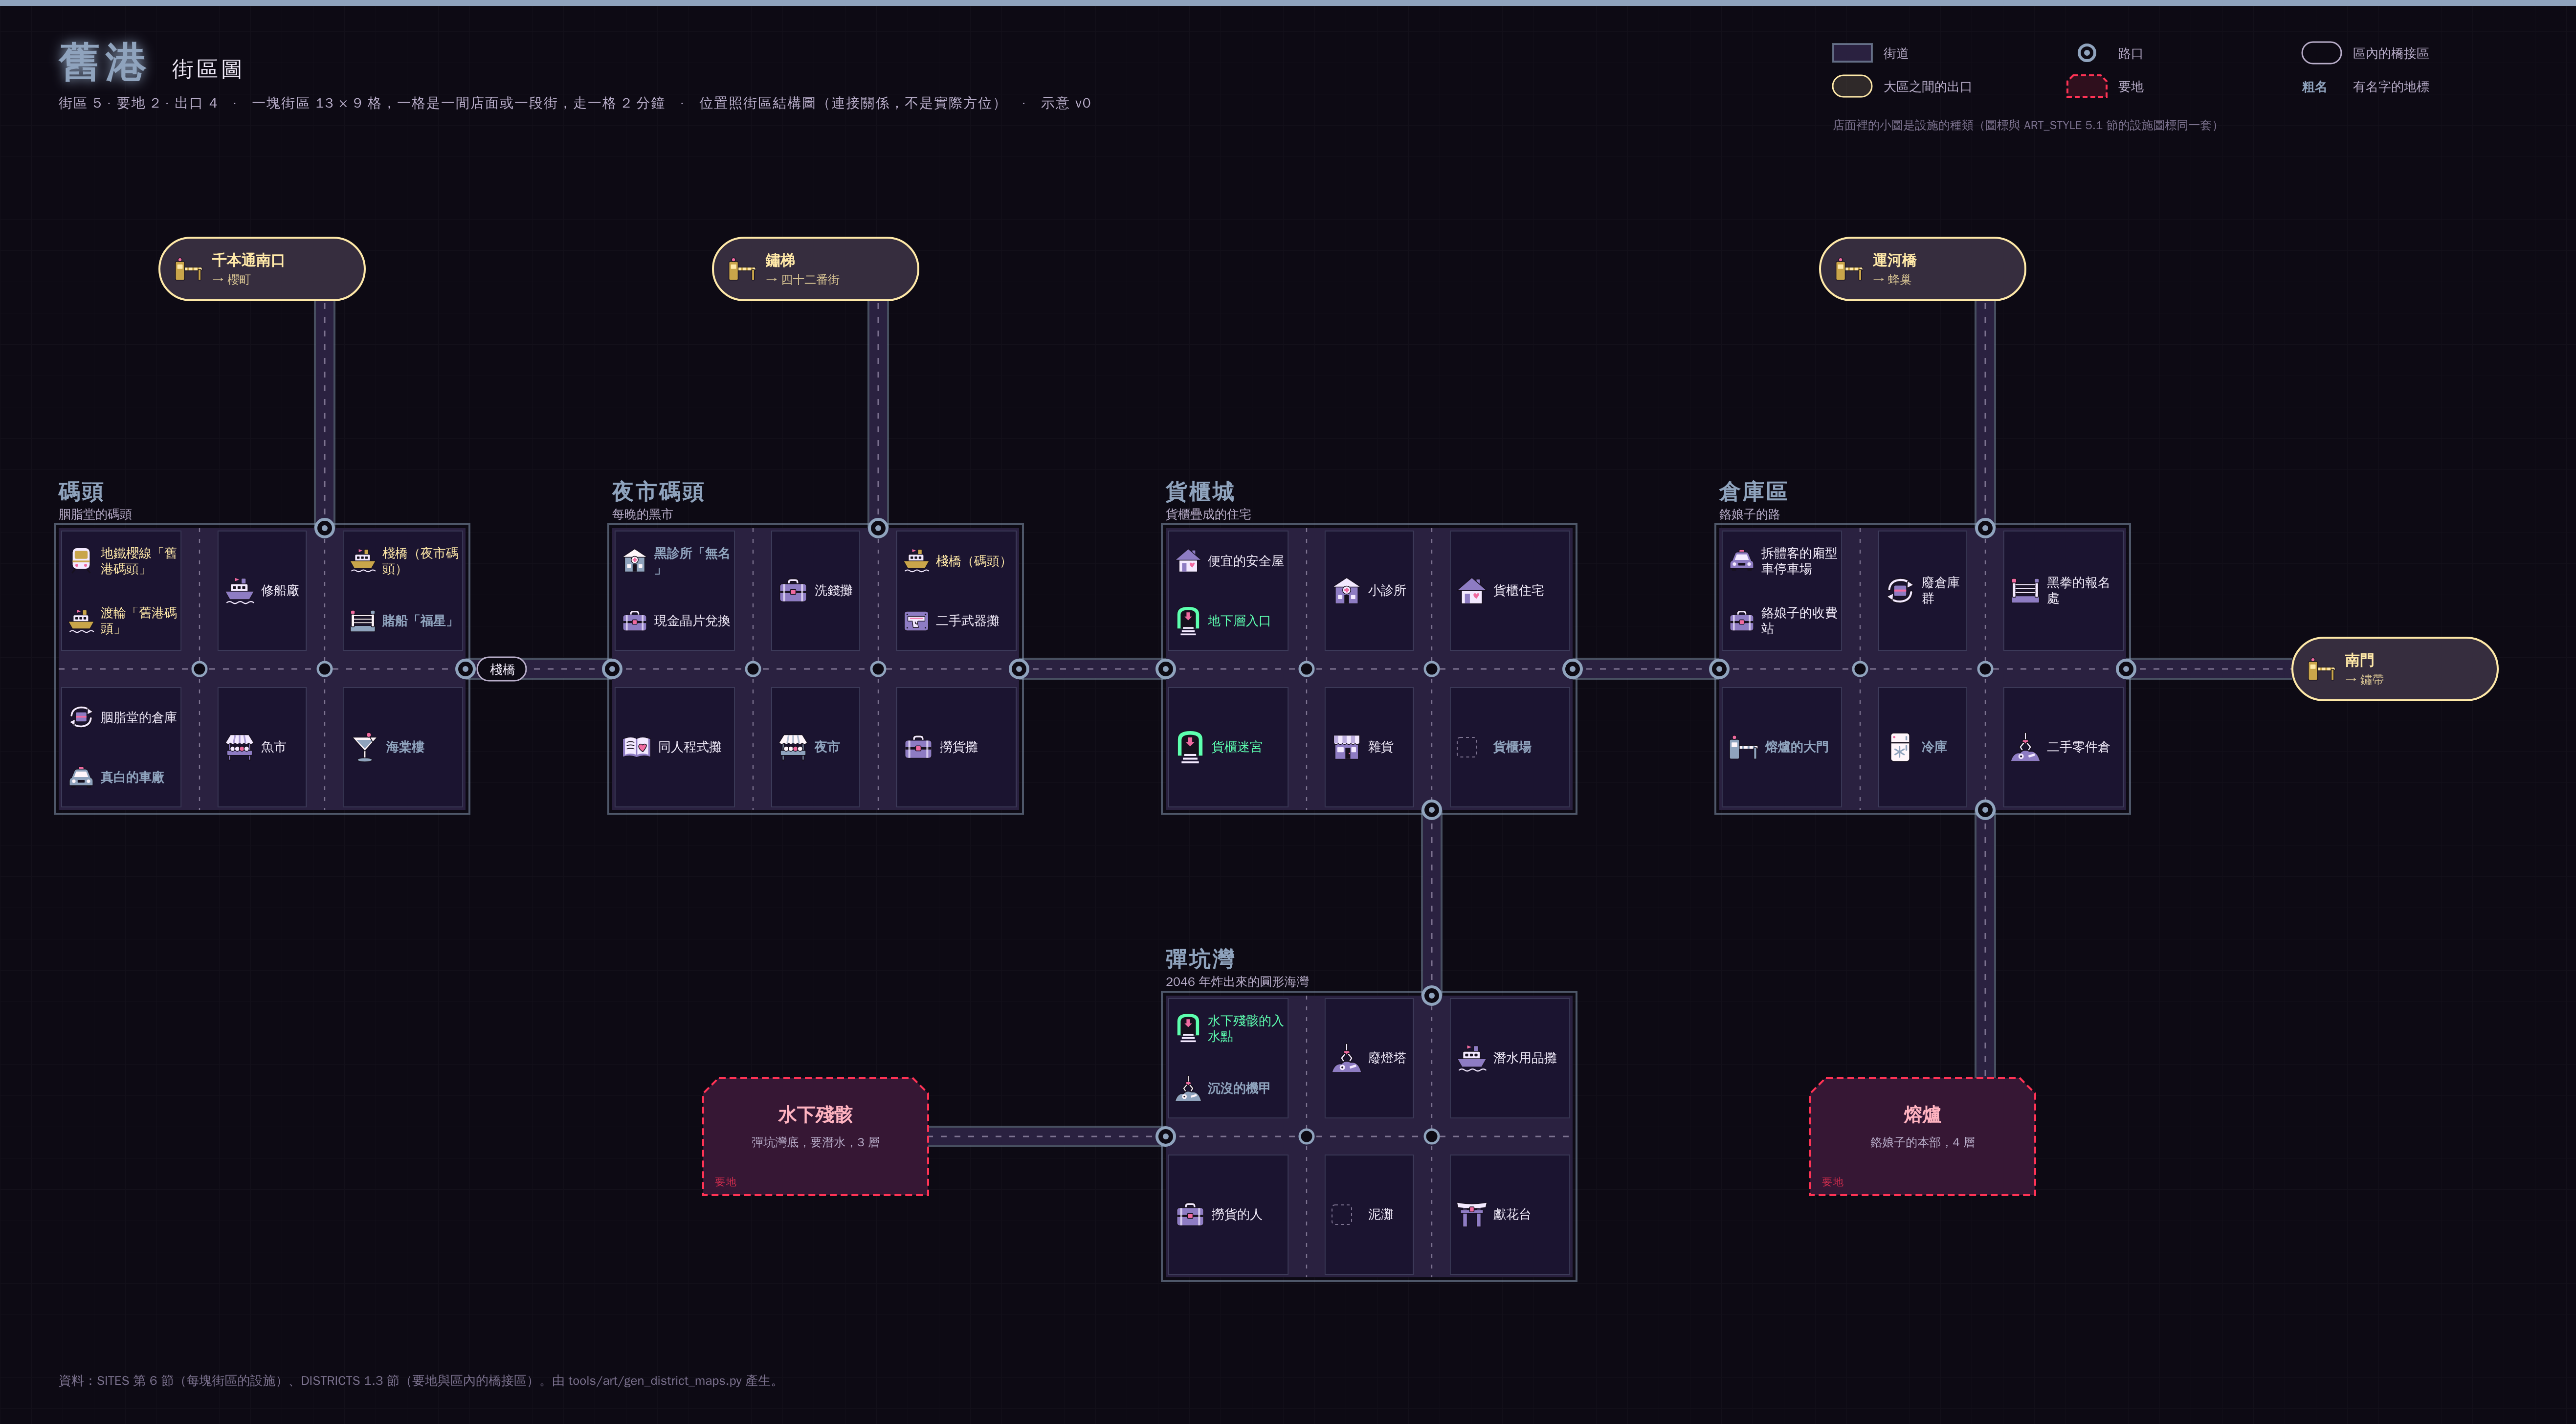 舊港 街區圖
街區 5 · 要地 2 · 出口 4 · 一塊街區 13 × 9 格，一格是一間店面或一段街，走一格 2 分鐘 · 位置照街區結構圖（連接關係，不是實際方位） · 示意 v0
街道
路口
區內的橋接區
大區之間的出口
要地
粗名 有名字的地標
店面裡的小圖是設施的種類（圖標與 ART_STYLE 5.1 節的設施圖標同一套）
千本通南口
→ 櫻町
鏽梯
→ 四十二番街
運河橋
→ 蜂巢
碼頭
胭脂堂的碼頭
地鐵櫻線「舊
港碼頭」
渡輪「舊港碼
頭」
修船廠
棧橋（夜市碼
頭）
賭船「福星」
胭脂堂的倉庫
真白的車廠
魚市
海棠樓
棧橋
夜市碼頭
每晚的黑市
黑診所「無名
」
現金晶片兌換
洗錢攤
棧橋（碼頭）
二手武器攤
同人程式攤
夜市
撈貨攤
貨櫃城
貨櫃疊成的住宅
便宜的安全屋
地下層入口
小診所
貨櫃住宅
貨櫃迷宮
雜貨
貨櫃場
倉庫區
鉻娘子的路
拆體客的廂型
車停車場
鉻娘子的收費
站
廢倉庫
群
黑拳的報名
處
熔爐的大門
冷庫
二手零件倉
南門
→ 鏽帶
彈坑灣
2046 年炸出來的圓形海灣
水下殘骸的入
水點
沉沒的機甲
廢燈塔
潛水用品攤
撈貨的人
泥灘
獻花台
水下殘骸
彈坑灣底，要潛水，3 層
要地
熔爐
鉻娘子的本部，4 層
要地
資料：SITES 第 6 節（每塊街區的設施）、DISTRICTS 1.3 節（要地與區內的橋接區）。由 tools/art/gen_district_maps.py 產生。